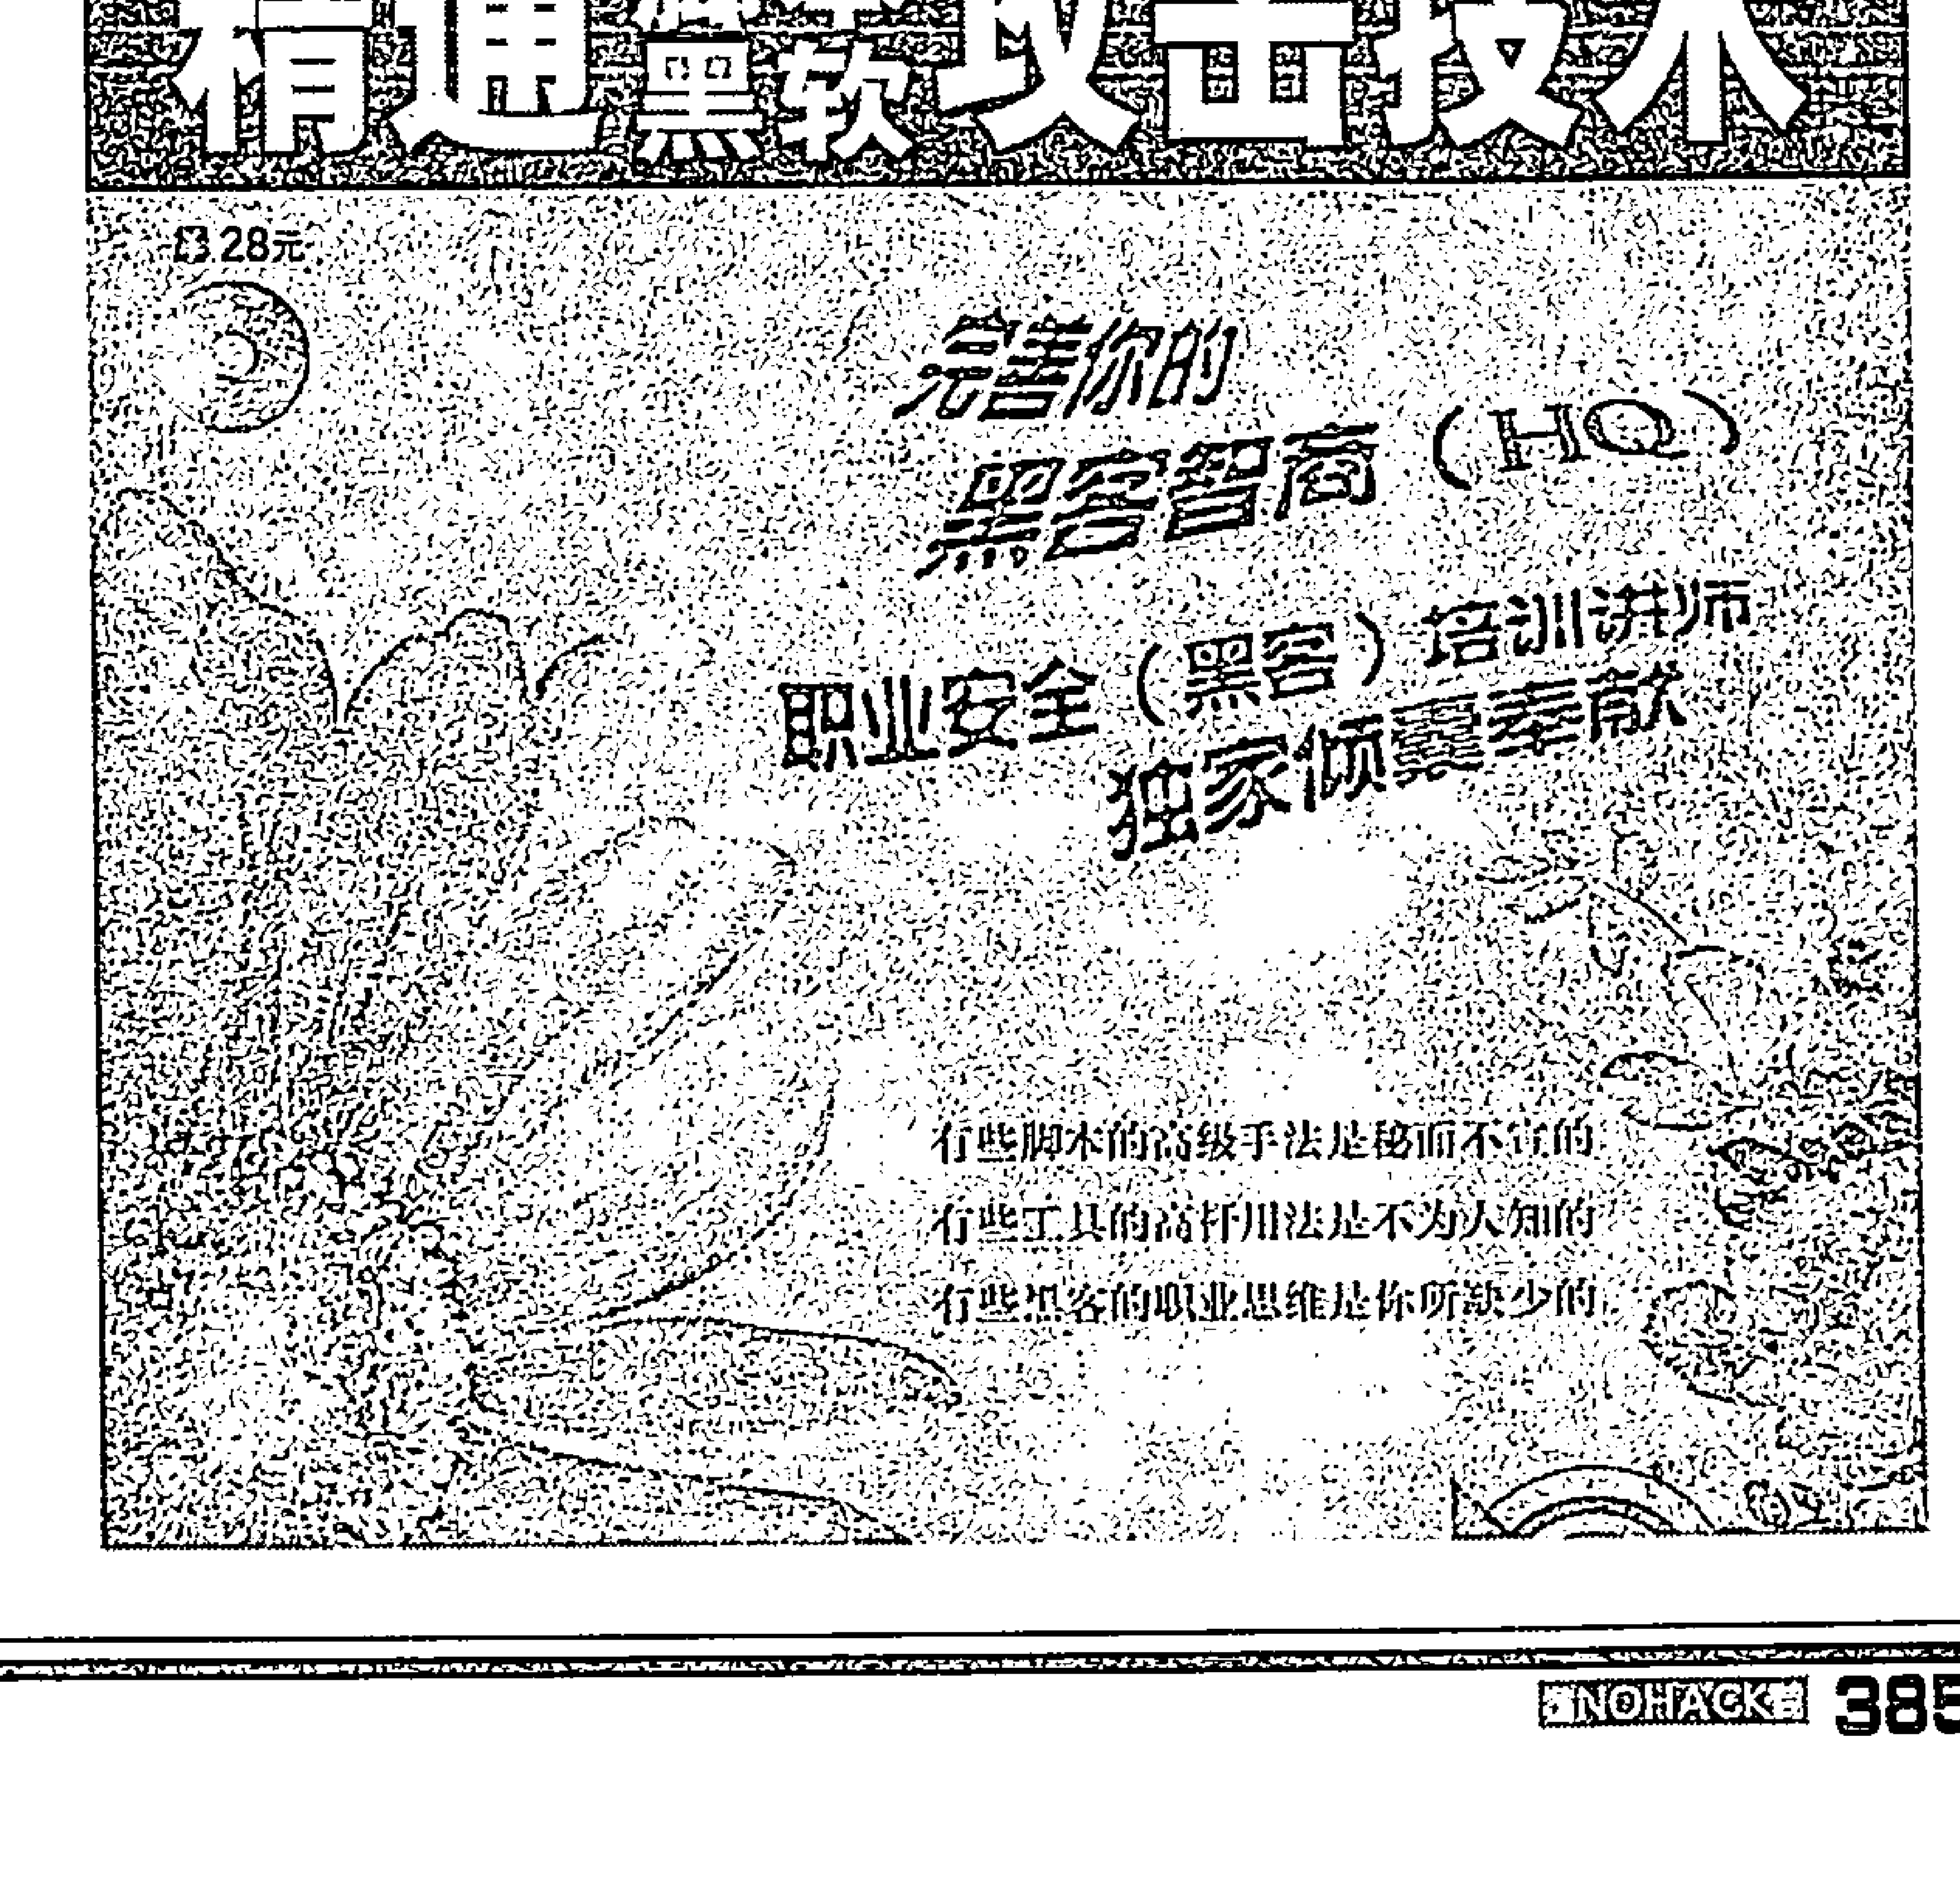 精通黑软攻击技术
28元
完善你的
黑客智商（HQ）
职业安全（黑客）培训讲师
独家倾囊奉献
有些脚本的高级手法是秘而不宣的
有些工具的高杆用法是不为人知的
有些黑客的职业思维是你所缺少的
NOHACK
385